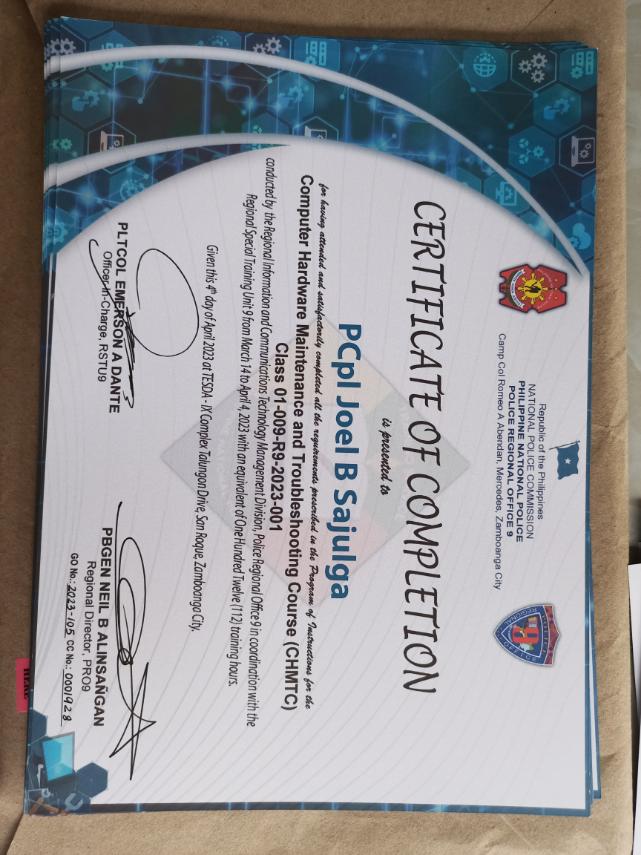 Republic of the Philippines
NATIONAL POLICE COMMISSION
PHILIPPINE NATIONAL POLICE
POLICE REGIONAL OFFICE 9
Camp Col Romeo A Abendan, Mercedes, Zamboanga City
CERTIFICATE OF COMPLETION
is presented to
PCpl Joel B Sajulga
for having attended and satisfactorily completed all the requirements prescribed in the Program of Instructions for the
Computer Hardware Maintenance and Troubleshooting Course (CHMTC)
Class 01-009-R9-2023-001
conducted by the Regional Information and Communications Technology Management Division, Police Regional Office 9 in coordination with the
Regional Special Training Unit 9 from March 14 to April 4, 2023 with an equivalent of One Hundred Twelve (112) training hours.
Given this 4th day of April 2023 at TESDA - IX Complex Talungon Drive, San Roque, Zamboanga City.
PLTCOL EMERSON A DANTE
Officer-In-Charge, RSTU9
PBGEN NEIL B ALINSAÑGAN
Regional Director, PRO9
GO No.: 2023-105 CC No.: 0001928
HERE